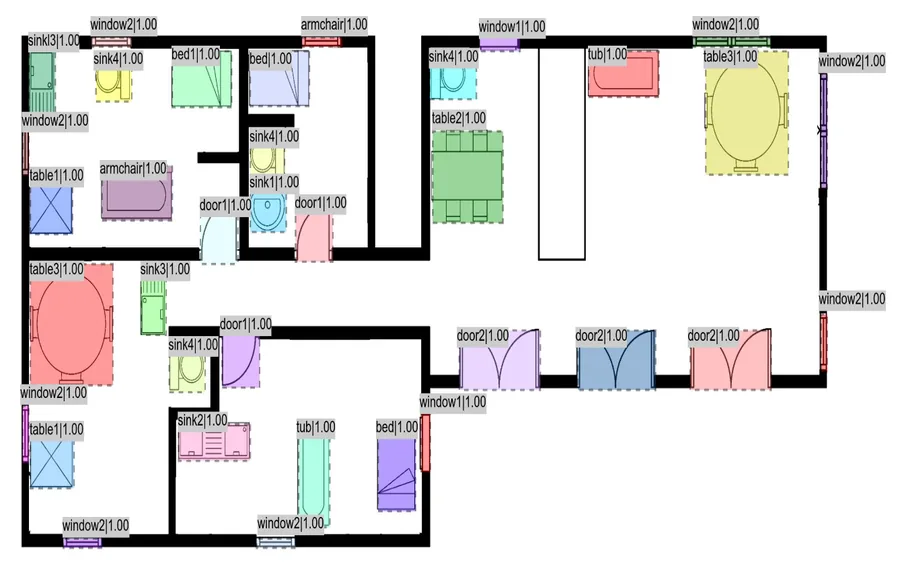 window2|1.00
armchair|1.00
window1|1.00
window2|1.00
sinkl3|1.00
sink4|1.00
bed1|1.00
bed|1.00
sink4|1.00
tub|1.00
table3|1.00
window2|1.00
window2|1.00
table2|1.00
sink4|1.00
table1|1.00
armchair|1.00
sink1|1.00
door1|1.00
door1|1.00
table3|1.00
sink3|1.00
window2|1.00
door1|1.00
door2|1.00
door2|1.00
door2|1.00
sink4|1.00
window2|1.00
window1|1.00
table1|1.00
sink2|1.00
tub|1.00
bed|1.00
window2|1.00
window2|1.00